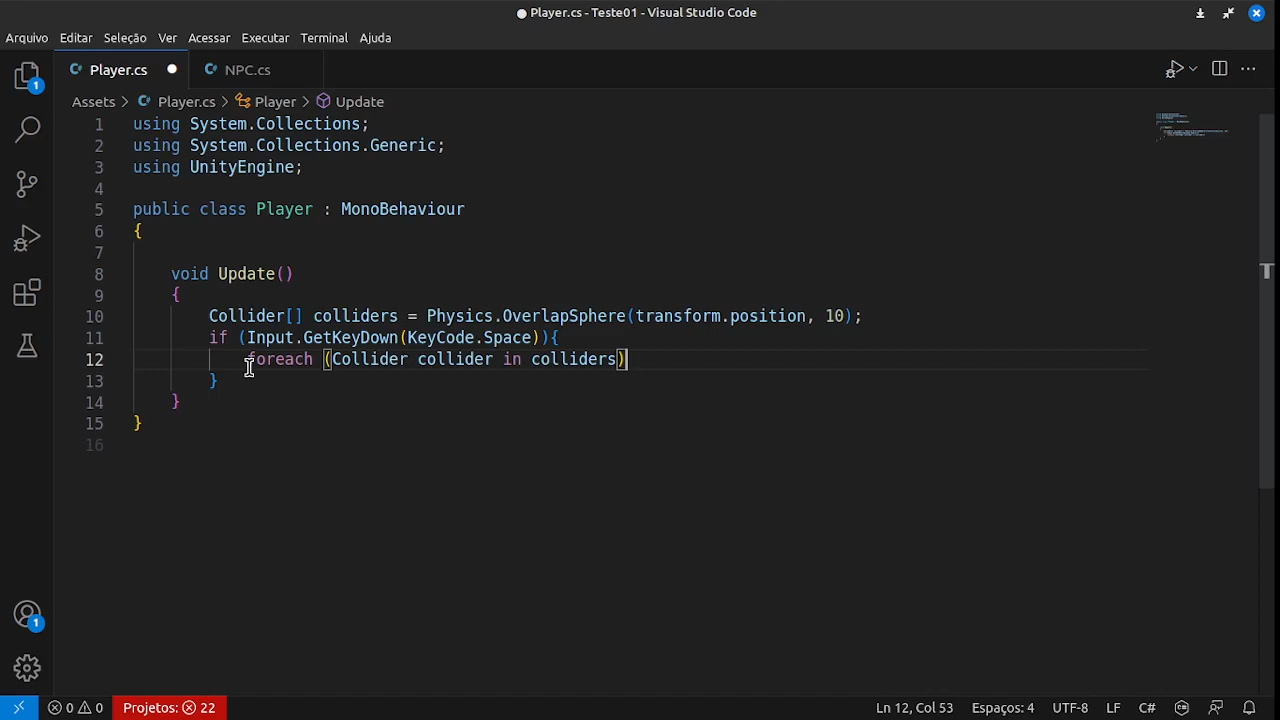 Player.cs - Teste01 - Visual Studio Code
Arquivo Editar Seleção Ver Acessar Executar Terminal Ajuda
Player.cs NPC.cs
Assets > Player.cs > Player > Update
1 using System.Collections;
2 using System.Collections.Generic;
3 using UnityEngine;
4
5 public class Player : MonoBehaviour
6 {
7
8 void Update()
9 {
10 Collider[] colliders = Physics.OverlapSphere(transform.position, 10);
11 if (Input.GetKeyDown(KeyCode.Space)){
12 foreach (Collider collider in colliders)
13 }
14 }
15 }
16
1
1
T
0 0 Projetos: 22 Ln 12, Col 53 Espaços: 4 UTF-8 LF C#